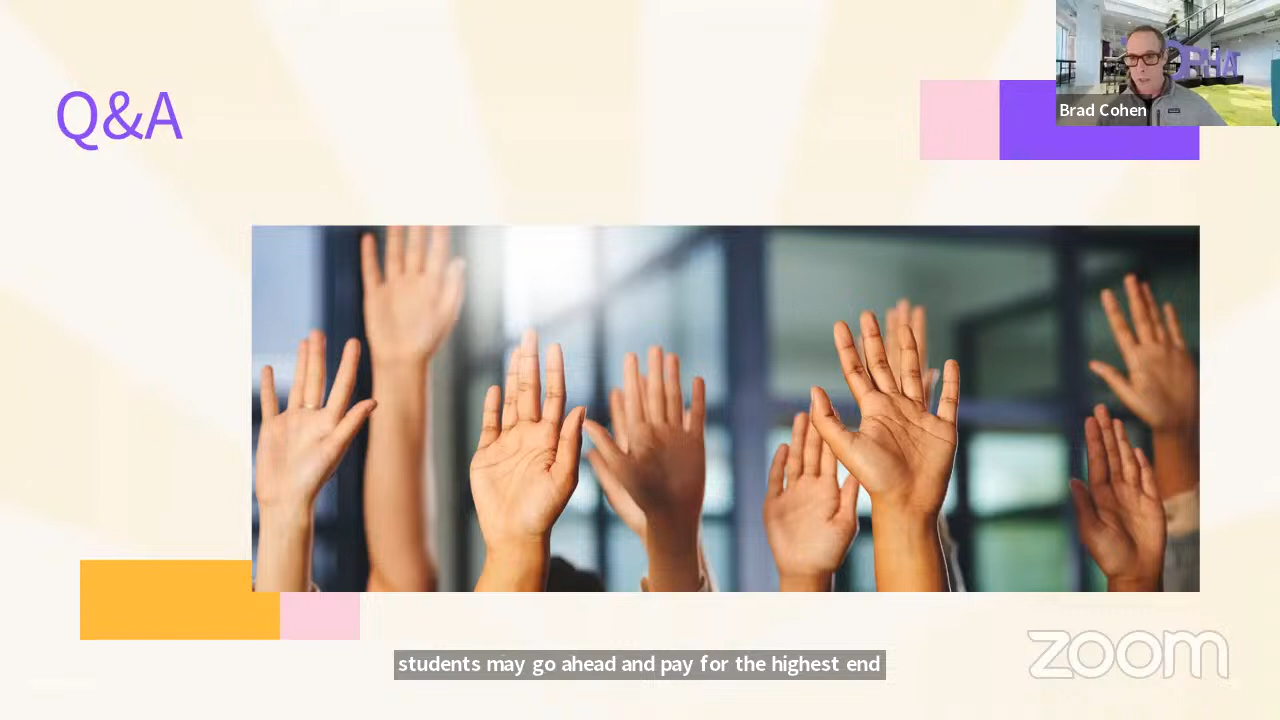 Q&A
Brad Cohen
students may go ahead and pay for the highest end
zoom